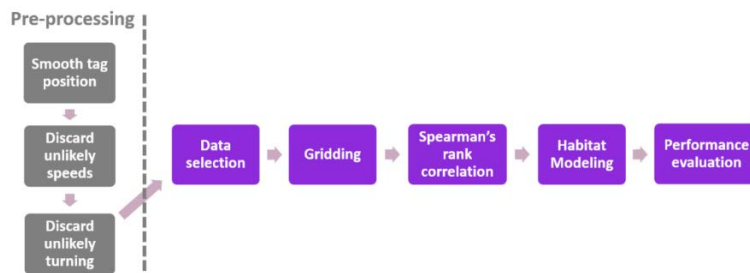 Pre-processing
Smooth tag
position
Discard
unlikely
speeds
Discard
unlikely
turning
Data
selection
Gridding
Spearman's
rank
correlation
Habitat
Modeling
Performance
evaluation